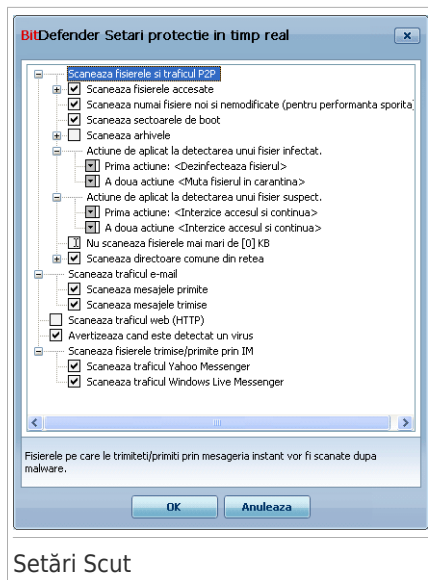 BitDefender Setari protectie in timp real
Scaneaza fisierele si traficul P2P
Scaneaza fisierele accesate
Scaneaza numai fisiere noi si nemodificate (pentru performanta sporita)
Scaneaza sectoarele de boot
Scaneaza arhivele
Actiune de aplicat la detectarea unui fisier infectat.
Prima actiune: <Dezinfecteaza fisierul>
A doua actiune <Muta fisierul in carantina>
Actiune de aplicat la detectarea unui fisier suspect.
Prima actiune: <Interzice accesul si continua>
A doua actiune <Interzice accesul si continua>
Nu scaneaza fisierele mai mari de [0] KB
Scaneaza directoare comune din retea
Scaneaza traficul e-mail
Scaneaza mesajele primite
Scaneaza mesajele trimise
Scaneaza traficul web (HTTP)
Avertizeaza cand este detectat un virus
Scaneaza fisierele trimise/primite prin IM
Scaneaza traficul Yahoo Messenger
Scaneaza traficul Windows Live Messenger
Fisierele pe care le trimiteti/primiti prin mesageria instant vor fi scanate dupa
malware.
OK
Anuleaza
Setări Scut